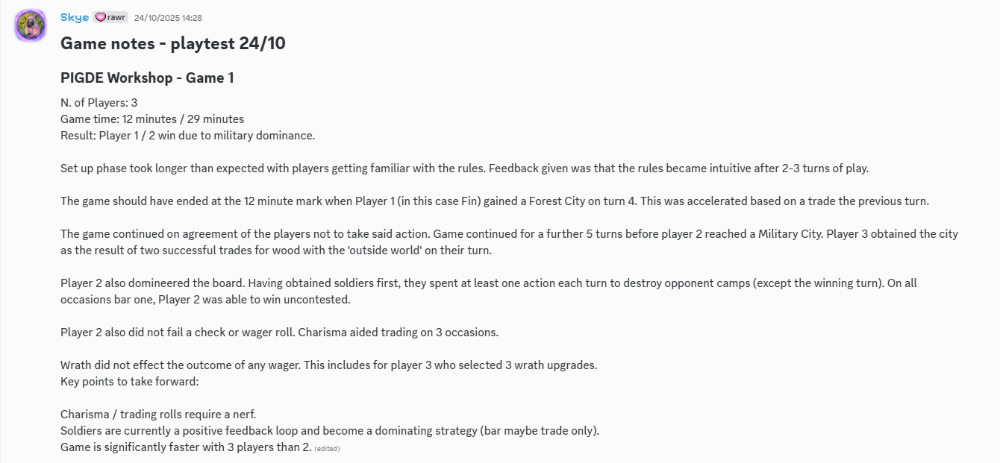 Skye rawr 24/10/2025 14:28
Game notes - playtest 24/10
PIGDE Workshop - Game 1
N. of Players: 3
Game time: 12 minutes / 29 minutes
Result: Player 1 / 2 win due to military dominance.
Set up phase took longer than expected with players getting familiar with the rules. Feedback given was that the rules became intuitive after 2-3 turns of play.
The game should have ended at the 12 minute mark when Player 1 (in this case Fin) gained a Forest City on turn 4. This was accelerated based on a trade the previous turn.
The game continued on agreement of the players not to take said action. Game continued for a further 5 turns before player 2 reached a Military City. Player 3 obtained the city
as the result of two successful trades for wood with the 'outside world' on their turn.
Player 2 also domineered the board. Having obtained soldiers first, they spent at least one action each turn to destroy opponent camps (except the winning turn). On all
occasions bar one, Player 2 was able to win uncontested.
Player 2 also did not fail a check or wager roll. Charisma aided trading on 3 occasions.
Wrath did not effect the outcome of any wager. This includes for player 3 who selected 3 wrath upgrades.
Key points to take forward:
Charisma / trading rolls require a nerf.
Soldiers are currently a positive feedback loop and become a dominating strategy (bar maybe trade only).
Game is significantly faster with 3 players than 2. (edited)